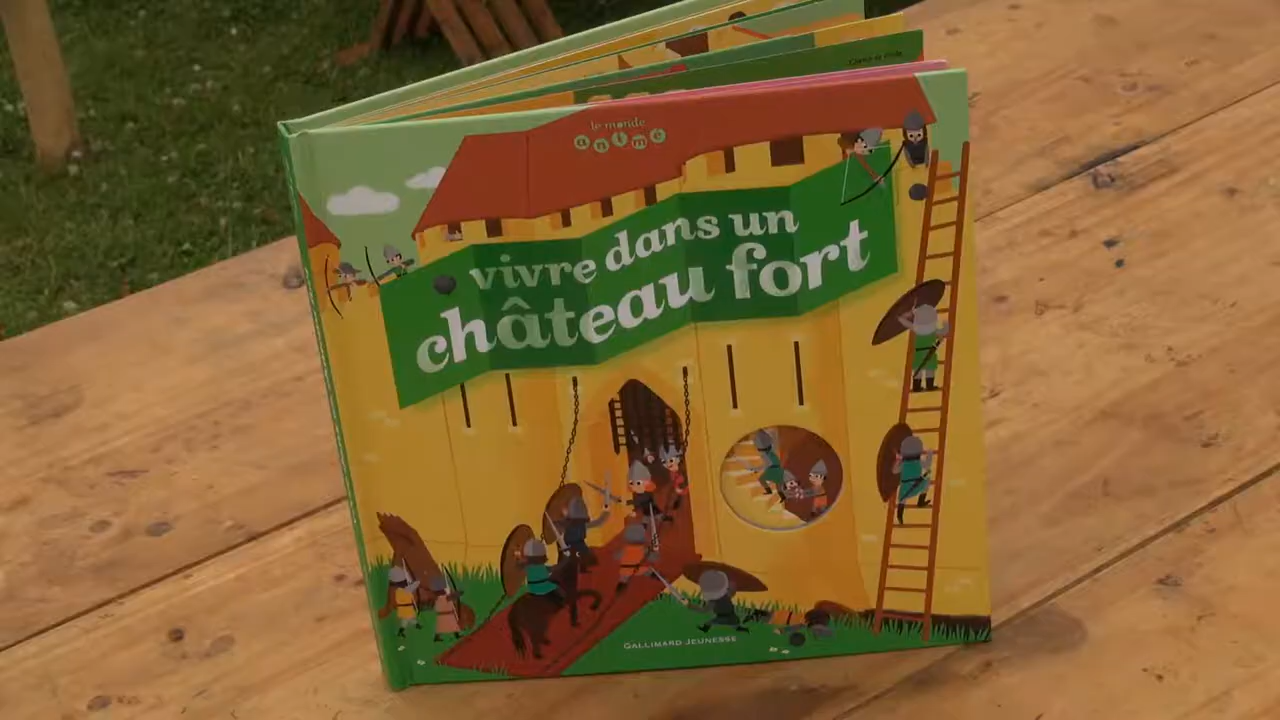 le monde
animé
vivre dans un
château fort
GALLIMARD JEUNESSE